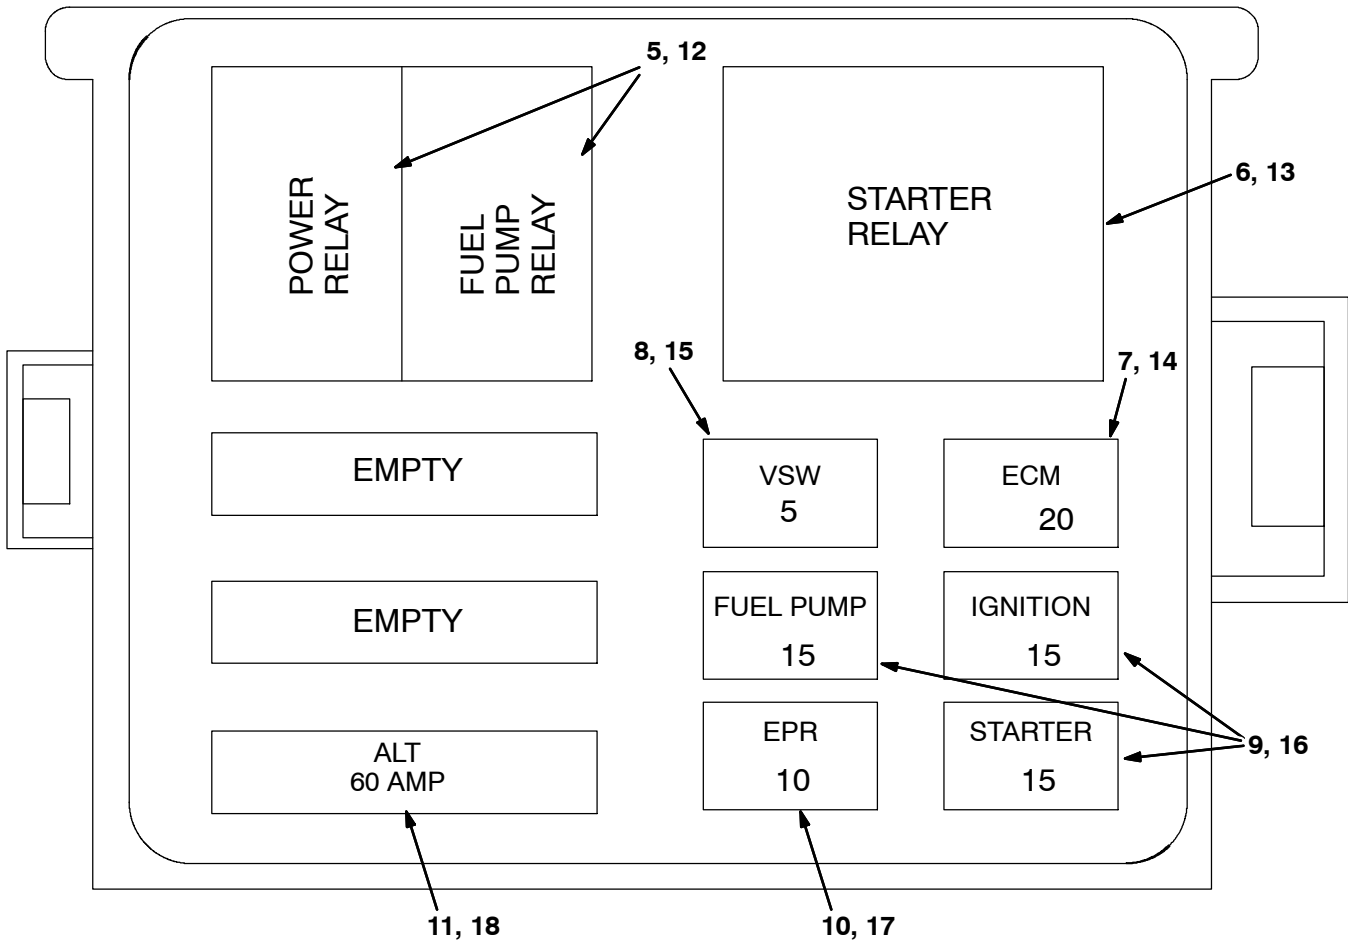 5, 12
POWER
RELAY
FUEL
PUMP
RELAY
STARTER
RELAY
6, 13
8, 15
7, 14
EMPTY
VSW
5
ECM
20
EMPTY
FUEL PUMP
15
IGNITION
15
ALT
60 AMP
EPR
10
STARTER
15
9, 16
11, 18
10, 17